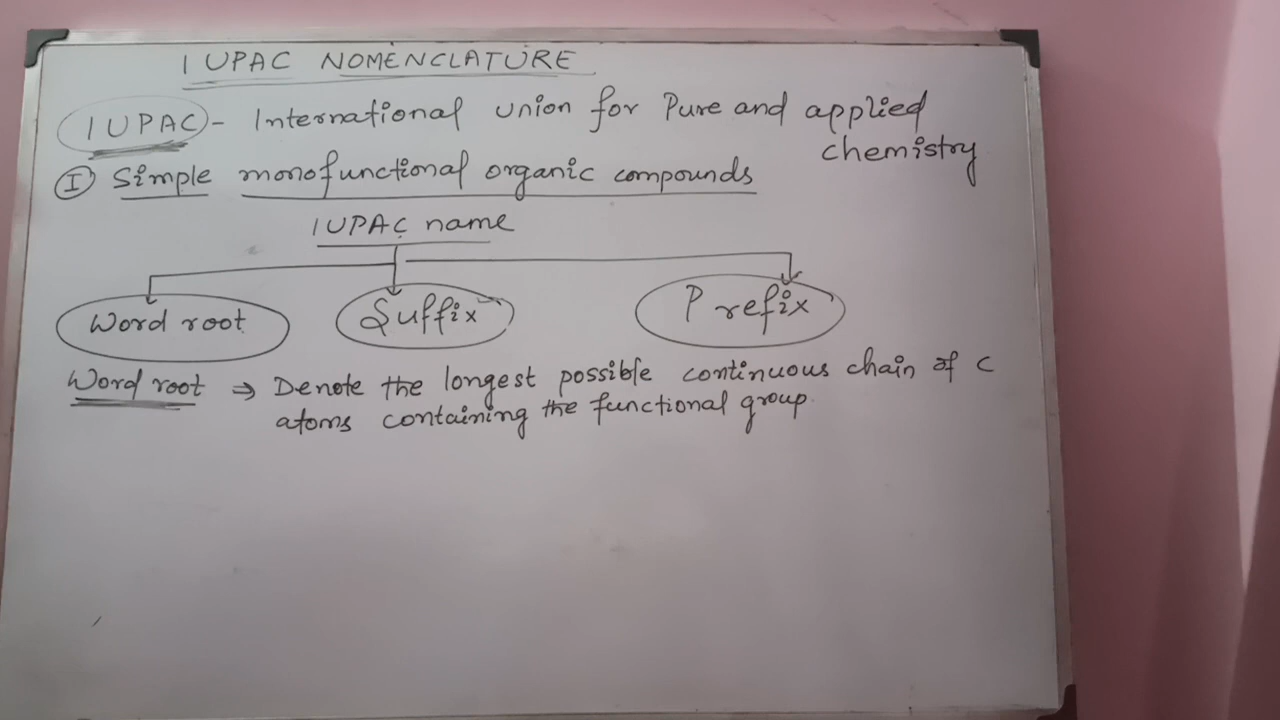 IUPAC NOMENCLATURE
IUPAC - International union for Pure and applied
chemistry
I Simple monofunctional organic compounds
IUPAC name
Word root Suffix Prefix
Word root ⇒ Denote the longest possible continuous chain of C
atoms containing the functional group.